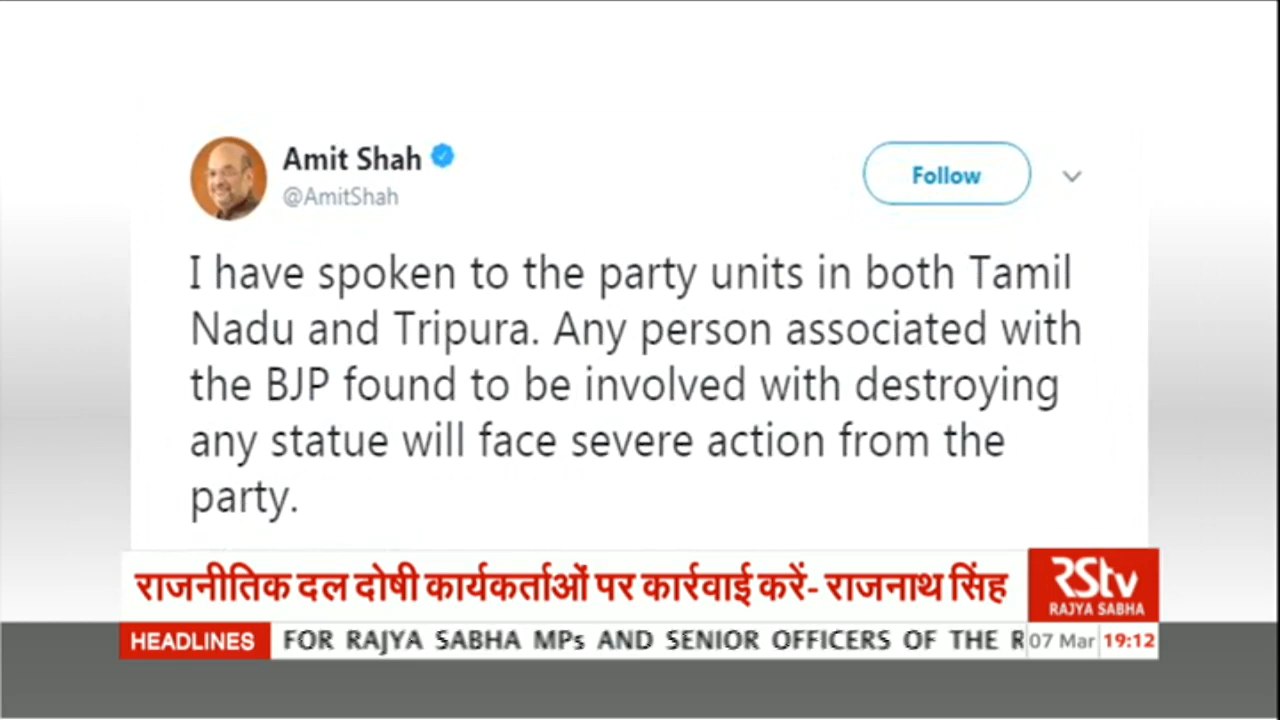 Amit Shah
@AmitShah
Follow
I have spoken to the party units in both Tamil
Nadu and Tripura. Any person associated with
the BJP found to be involved with destroying
any statue will face severe action from the
party.
राजनीतिक दल दोषी कार्यकर्ताओं पर कार्रवाई करें- राजनाथ सिंह
RStv
RAJYA SABHA
HEADLINES
FOR RAJYA SABHA MPs AND SENIOR OFFICERS OF THE R
07 Mar
19:12